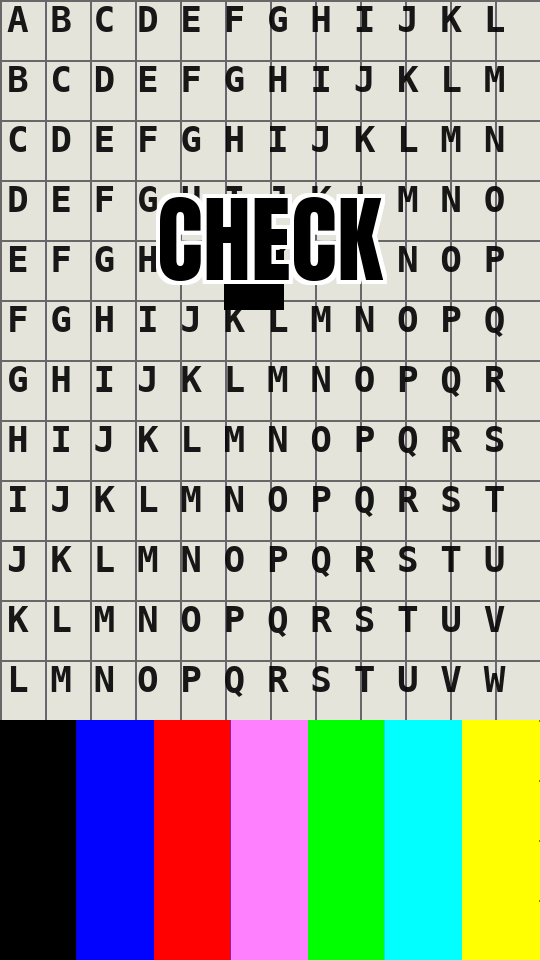 A B C D E F G H I J K L
B C D E F G H I J K L M
C D E F G H I J K L M N
D E F G H I J K L M N O
CHECK
E F G H N O P
F G H I J K L M N O P Q
G H I J K L M N O P Q R
H I J K L M N O P Q R S
I J K L M N O P Q R S T
J K L M N O P Q R S T U
K L M N O P Q R S T U V
L M N O P Q R S T U V W